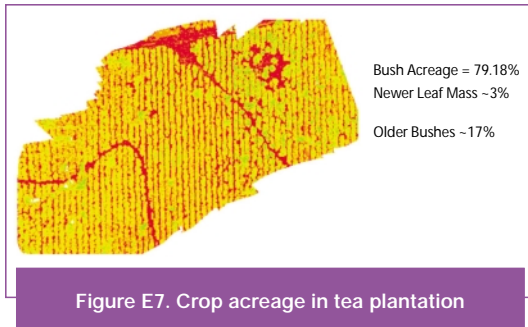 Bush Acreage = 79.18%
Newer Leaf Mass ~3%
Older Bushes ~17%
Figure E7. Crop acreage in tea plantation